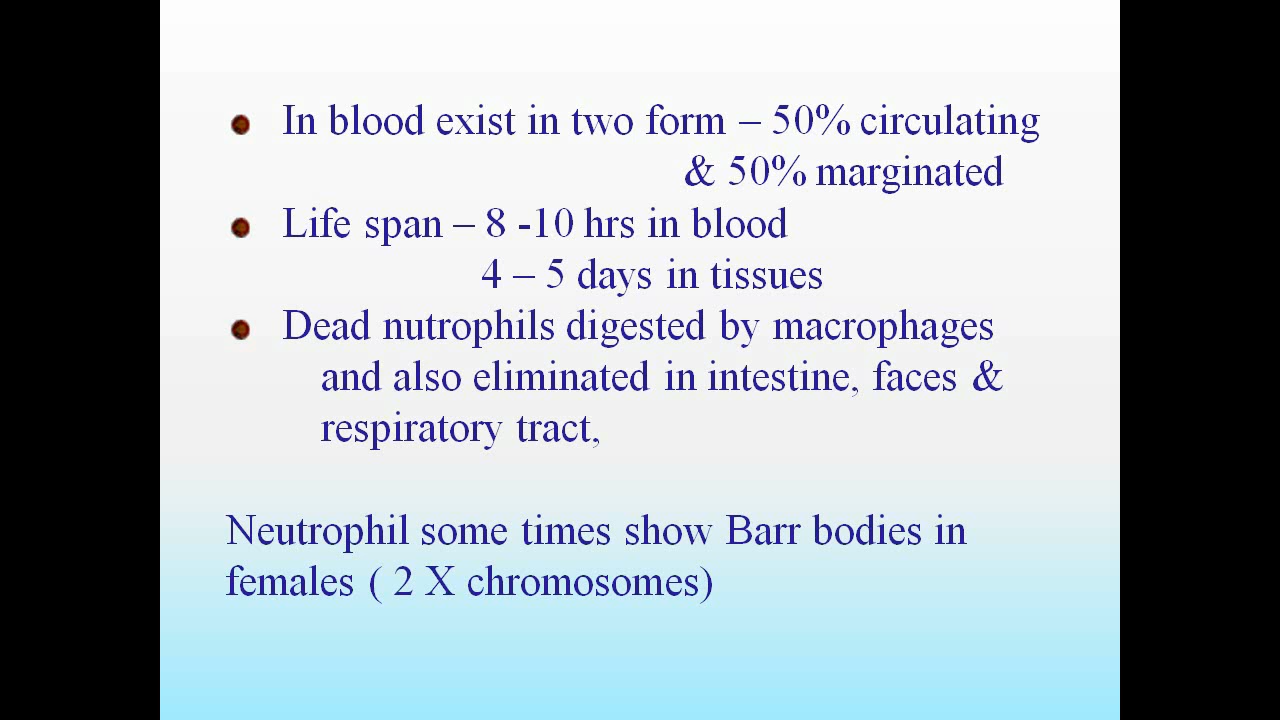 In blood exist in two form – 50% circulating
& 50% marginated
Life span – 8 -10 hrs in blood
4 – 5 days in tissues
Dead nutrophils digested by macrophages
and also eliminated in intestine, faces &
respiratory tract,
Neutrophil some times show Barr bodies in
females ( 2 X chromosomes)